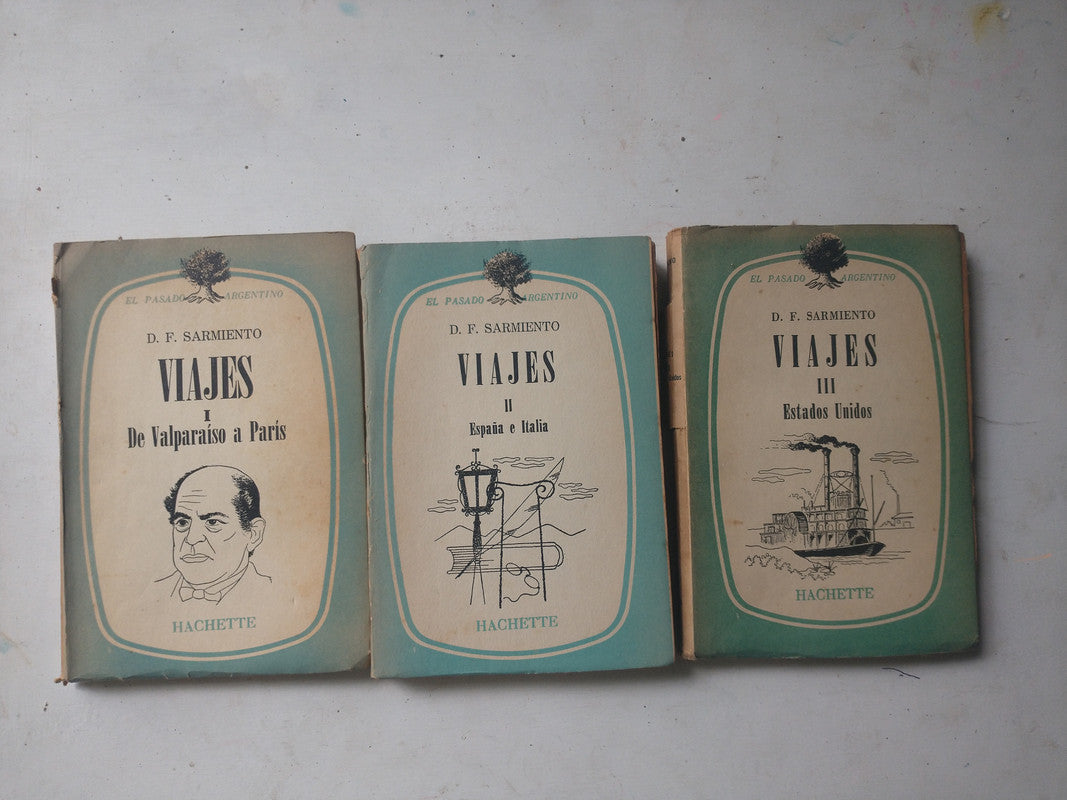 EL PASADO ARGENTINO
D. F. SARMIENTO
VIAJES
I
De Valparaíso a París
HACHETTE
EL PASADO ARGENTINO
D. F. SARMIENTO
VIAJES
II
España e Italia
HACHETTE
EL PASADO ARGENTINO
D. F. SARMIENTO
VIAJES
III
Estados Unidos
HACHETTE